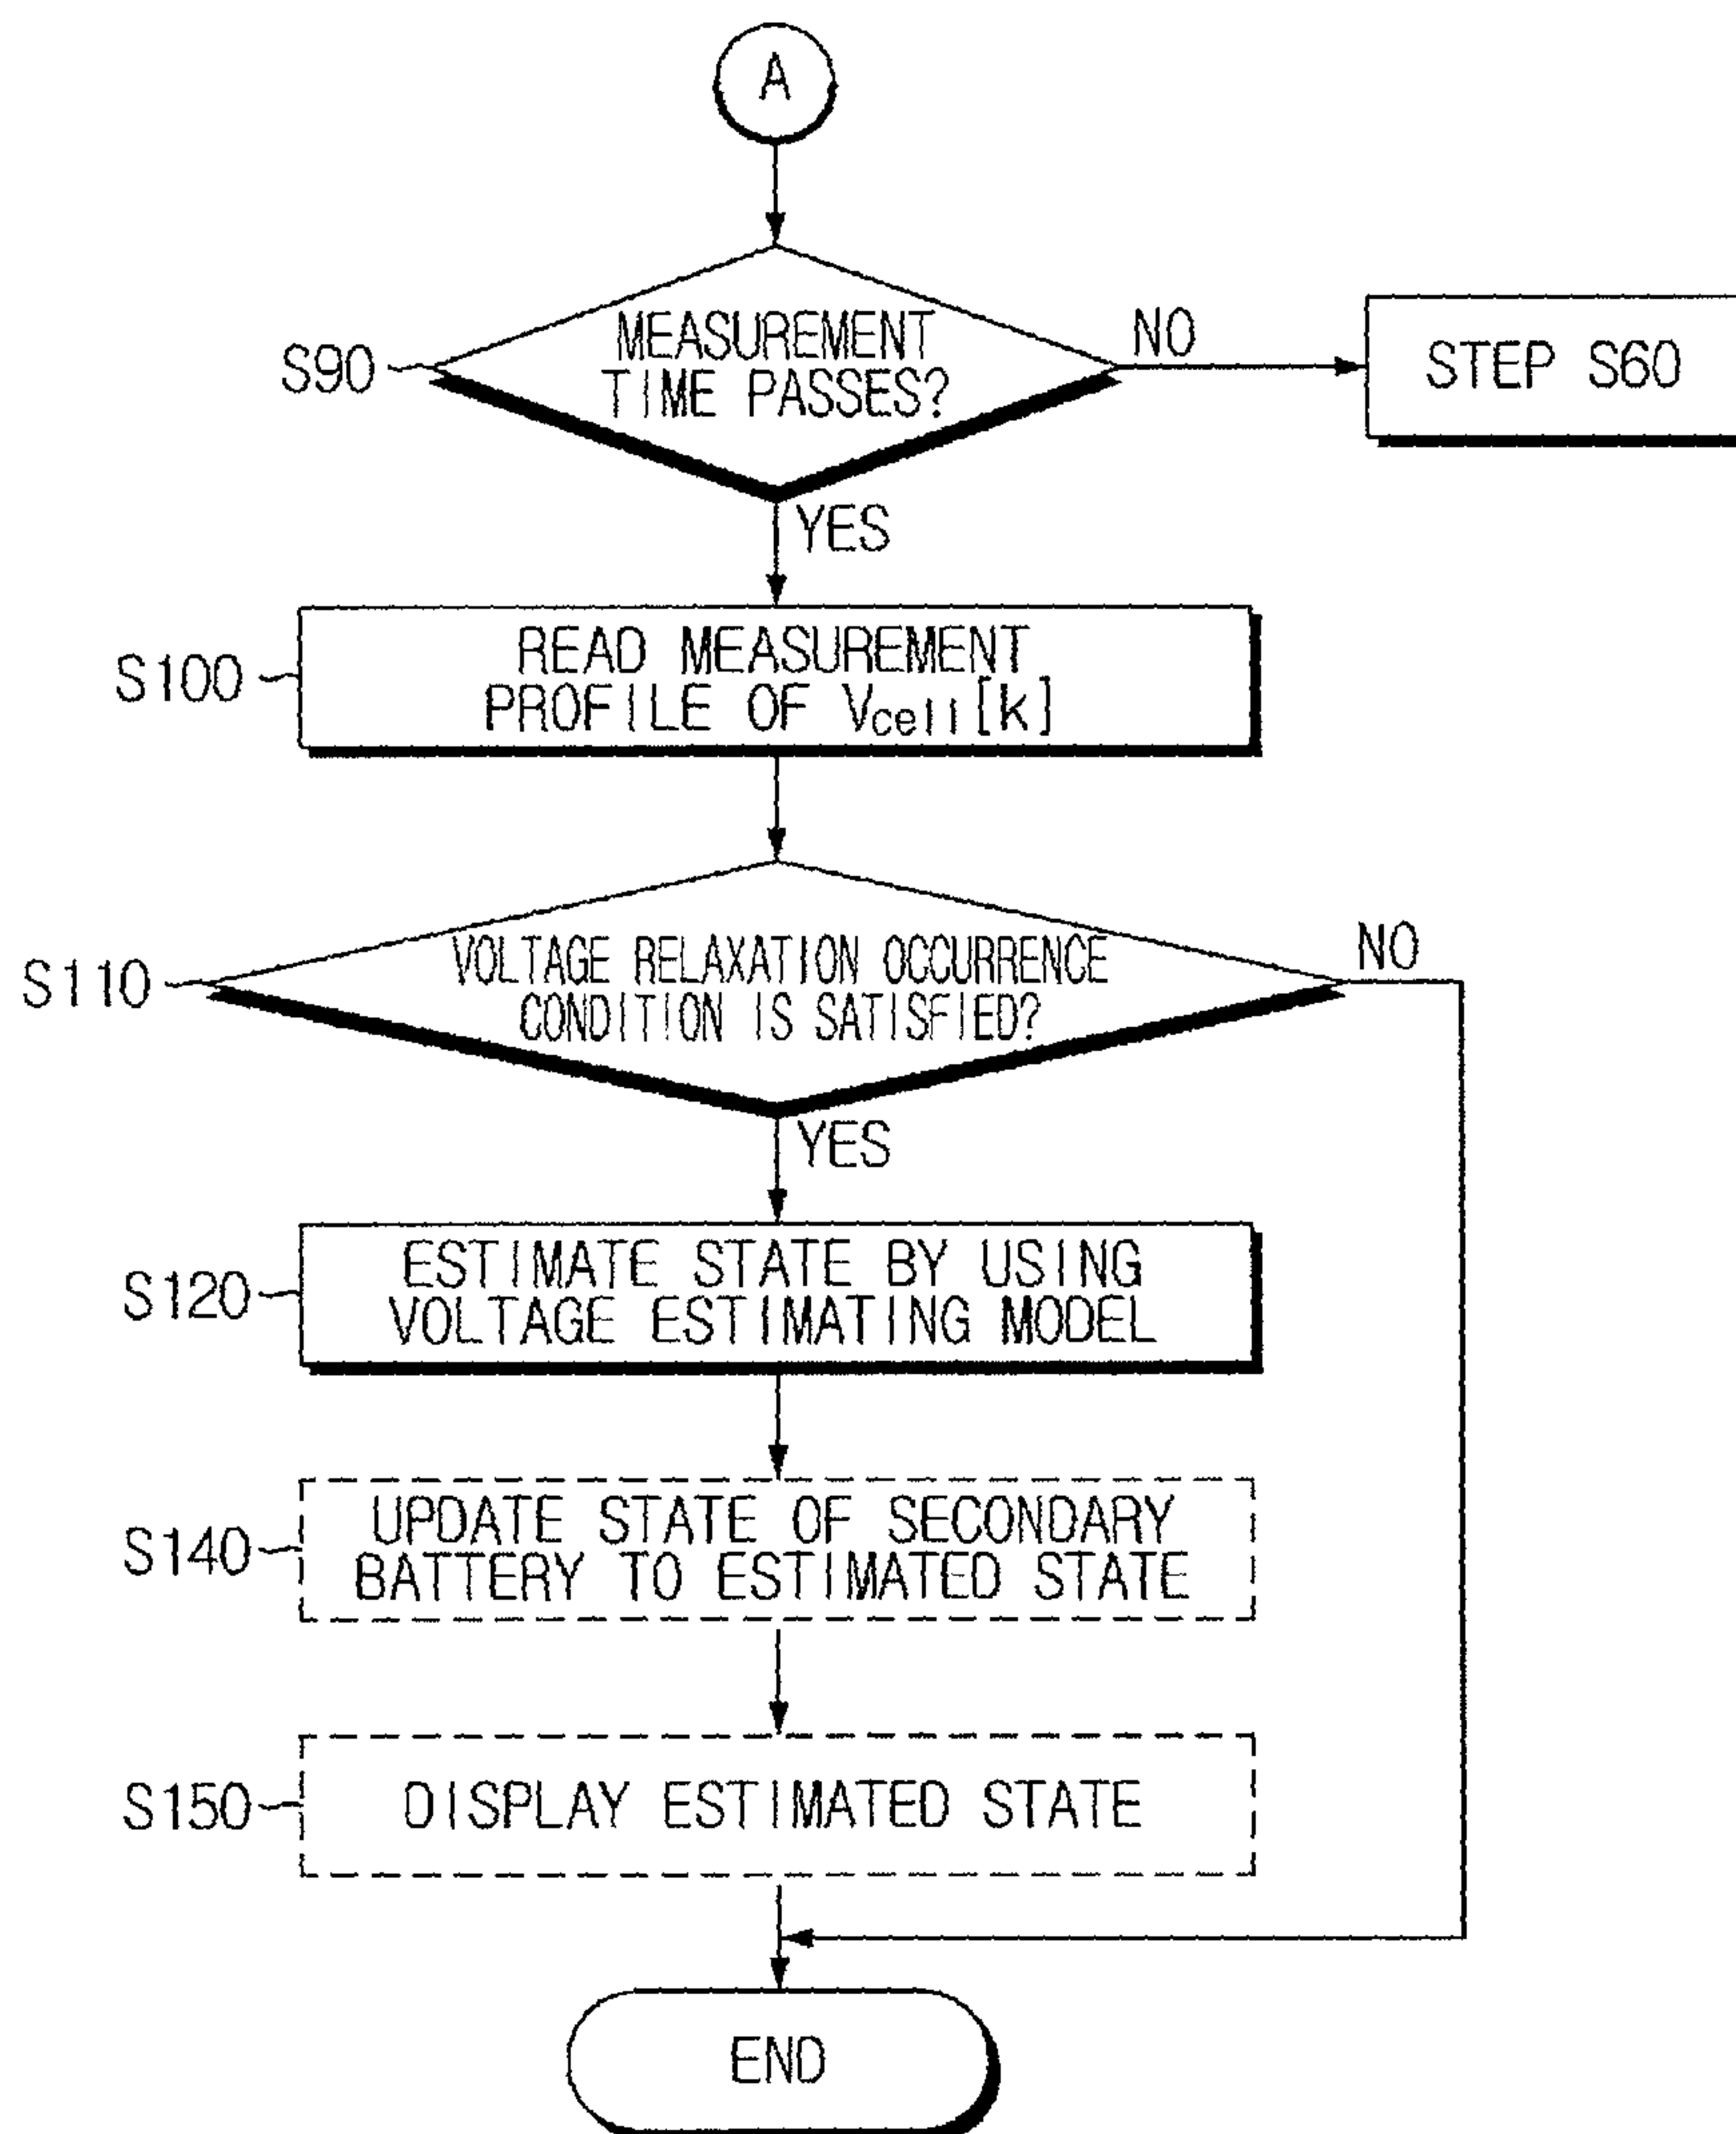 A
MEASUREMENT
TIME PASSES?
S90
NO
STEP S60
YES
READ MEASUREMENT
PROFILE OF Vcell[k]
S100
VOLTAGE RELAXATION OCCURRENCE
CONDITION IS SATISFIED?
S110
NO
YES
ESTIMATE STATE BY USING
VOLTAGE ESTIMATING MODEL
S120
UPDATE STATE OF SECONDARY
BATTERY TO ESTIMATED STATE
S140
DISPLAY ESTIMATED STATE
S150
END